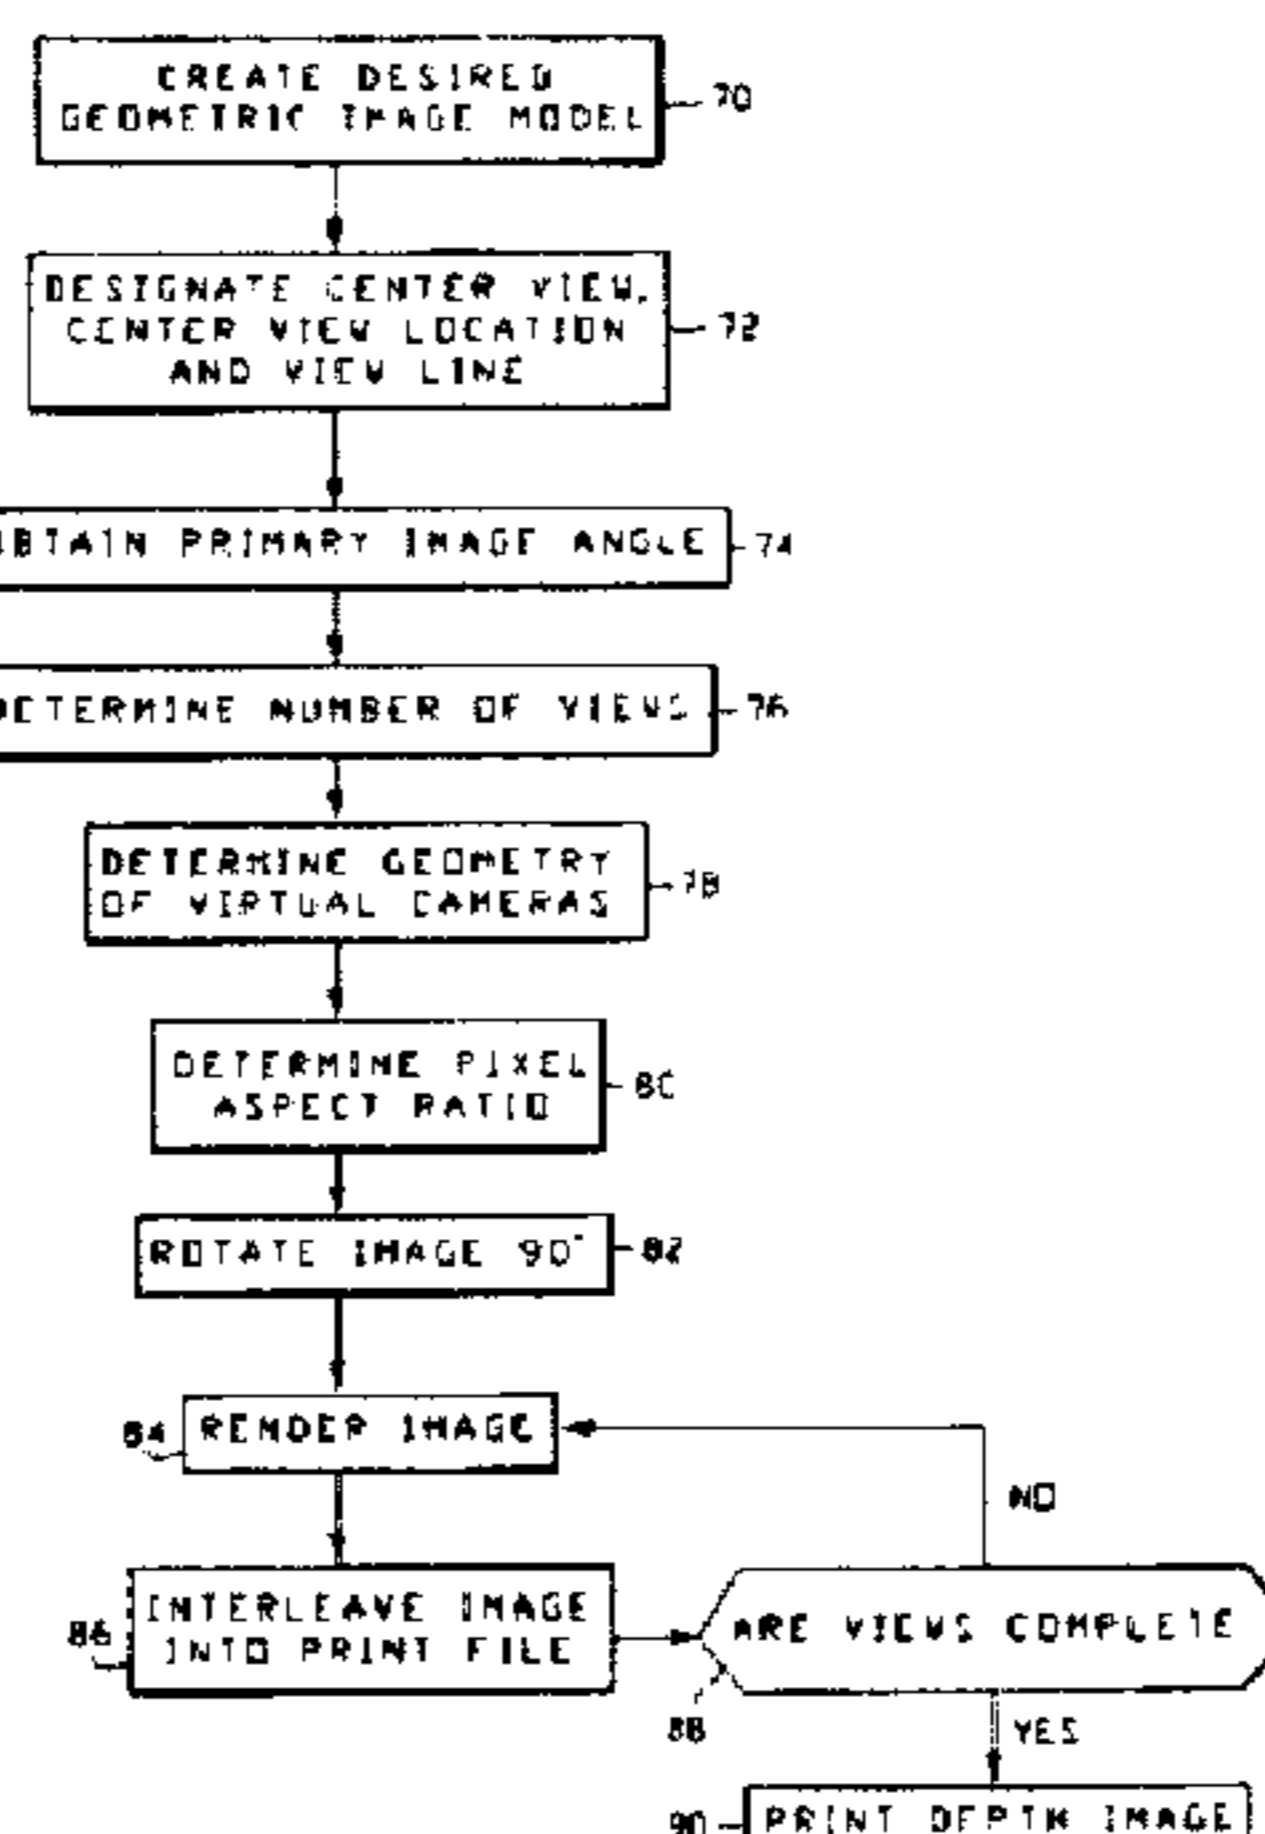 CREATE DESIRED
GEOMETRIC IMAGE MODEL
70
DESIGNATE CENTER VIEW,
CENTER VIEW LOCATION
AND VIEW LINE
72
OBTAIN PRIMARY IMAGE ANGLE
74
DETERMINE NUMBER OF VIEWS
76
DETERMINE GEOMETRY
OF VIRTUAL CAMERAS
78
DETERMINE PIXEL
ASPECT RATIO
80
ROTATE IMAGE 90°
82
84
RENDER IMAGE
NO
INTERLEAVE IMAGE
INTO PRINT FILE
86
ARE VIEWS COMPLETE
88
YES
90
PRINT DEPTH IMAGE